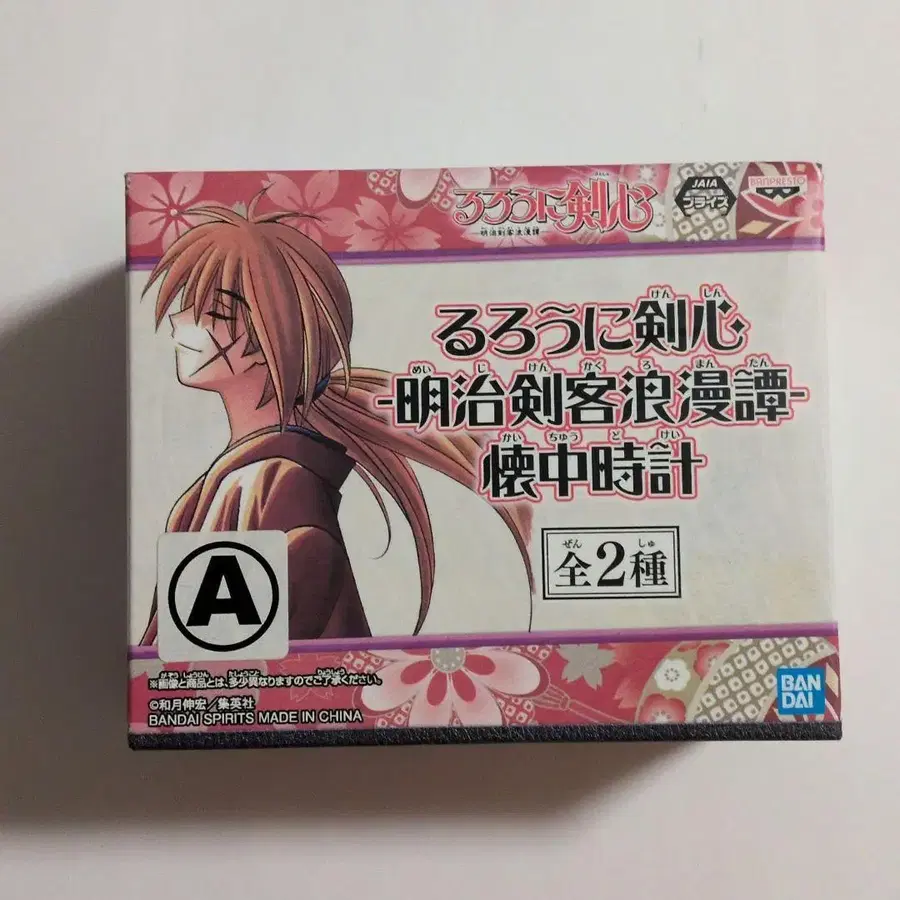 るろうに剣心
-明治剣客浪漫譚-
JAIA
プライズ
BANPRESTO
るろうに剣心
-明治剣客浪漫譚-
懐中時計
全2種
A
※画像と商品とは、多少異なりますのでご了承ください。
©和月伸宏／集英社
BANDAI SPIRITS MADE IN CHINA
BAN
DAI